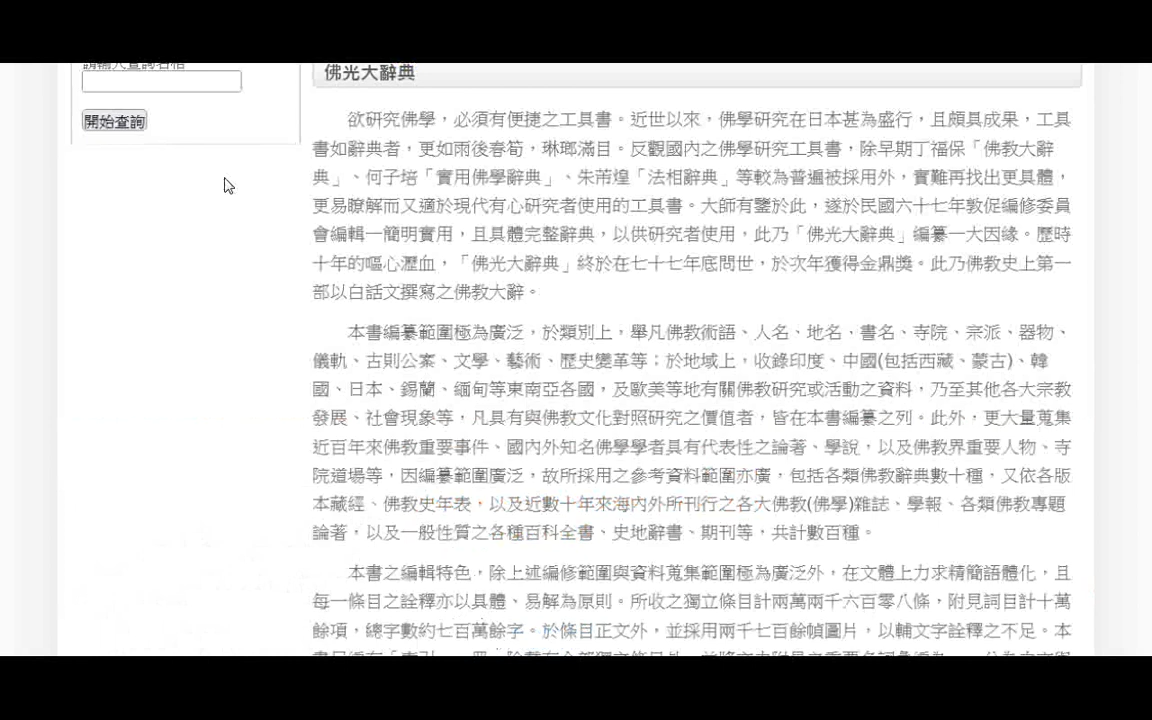 請輸入查詢名相
開始查詢
佛光大辭典
欲研究佛學，必須有便捷之工具書。近世以來，佛學研究在日本甚為盛行，且頗具成果，工具
書如辭典者，更如雨後春筍，琳瑯滿目。反觀國內之佛學研究工具書，除早期丁福保「佛教大辭
典」、何子培「實用佛學辭典」、朱芾煌「法相辭典」等較為普遍被採用外，實難再找出更具體，
更易瞭解而又適於現代有心研究者使用的工具書。大師有鑒於此，遂於民國六十七年敦促編修委員
會編輯一簡明實用，且具體完整辭典，以供研究者使用，此乃「佛光大辭典」編纂一大因緣。歷時
十年的嘔心瀝血，「佛光大辭典」終於在七十七年底問世，於次年獲得金鼎獎。此乃佛教史上第一
部以白話文撰寫之佛教大辭。
本書編纂範圍極為廣泛，於類別上，舉凡佛教術語、人名、地名，書名、寺院、宗派、器物、
儀軌、古則公案、文學、藝術、歷史變革等；於地域上，收錄印度、中國(包括西藏、蒙古)、韓
國、日本、錫蘭、緬甸等東南亞各國，及歐美等地有關佛教研究或活動之資料，乃至其他各大宗教
發展、社會現象等，凡具有與佛教文化對照研究之價值者，皆在本書編纂之列。此外，更大量蒐集
近百年來佛教重要事件、國內外知名佛學學者具有代表性之論著、學說，以及佛教界重要人物、寺
院道場等，因編纂範圍廣泛，故所採用之參考資料範圍亦廣，包括各類佛教辭典數十種，又依各版
本藏經、佛教史年表，以及近數十年來海內外所刊行之各大佛教(佛學)雜誌、學報、各類佛教專題
論著，以及一般性質之各種百科全書、史地辭書、期刊等，共計數百種。
本書之編輯特色，除上述編修範圍與資料蒐集範圍極為廣泛外，在文體上力求精簡語體化，且
每一條目之詮釋亦以具體、易解為原則。所收之獨立條目計兩萬兩千六百零八條，附見詞目計十萬
餘項，總字數約七百萬餘字。於條目正文外，並採用兩千七百餘幀圖片，以輔文字詮釋之不足。本